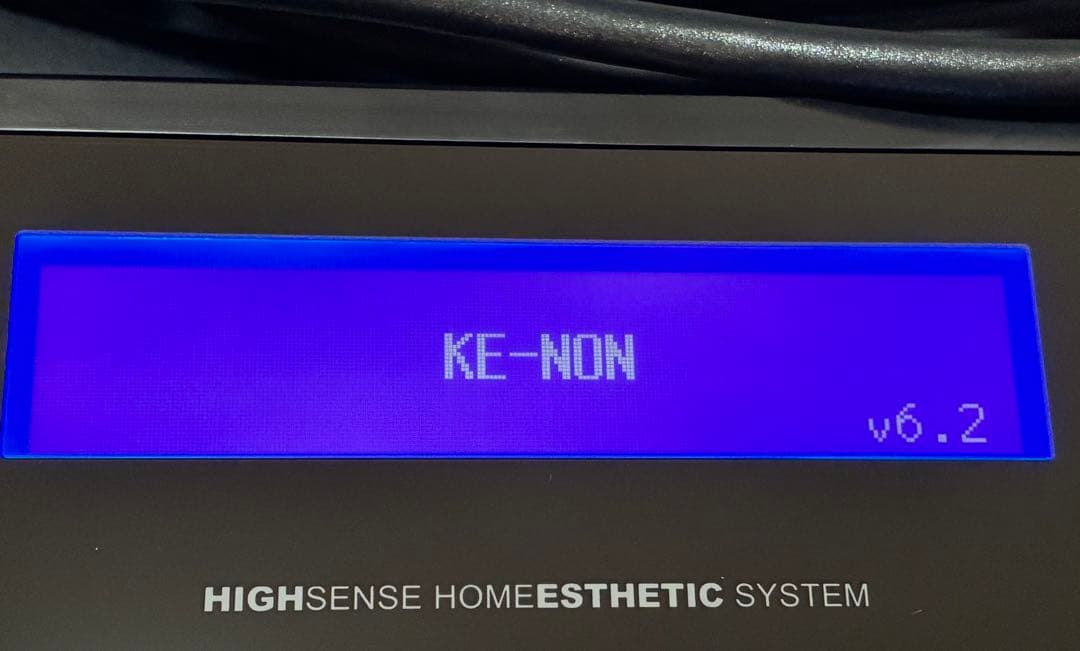 KE-NON
v6.2
HIGHSENSE HOMEESTHETIC SYSTEM